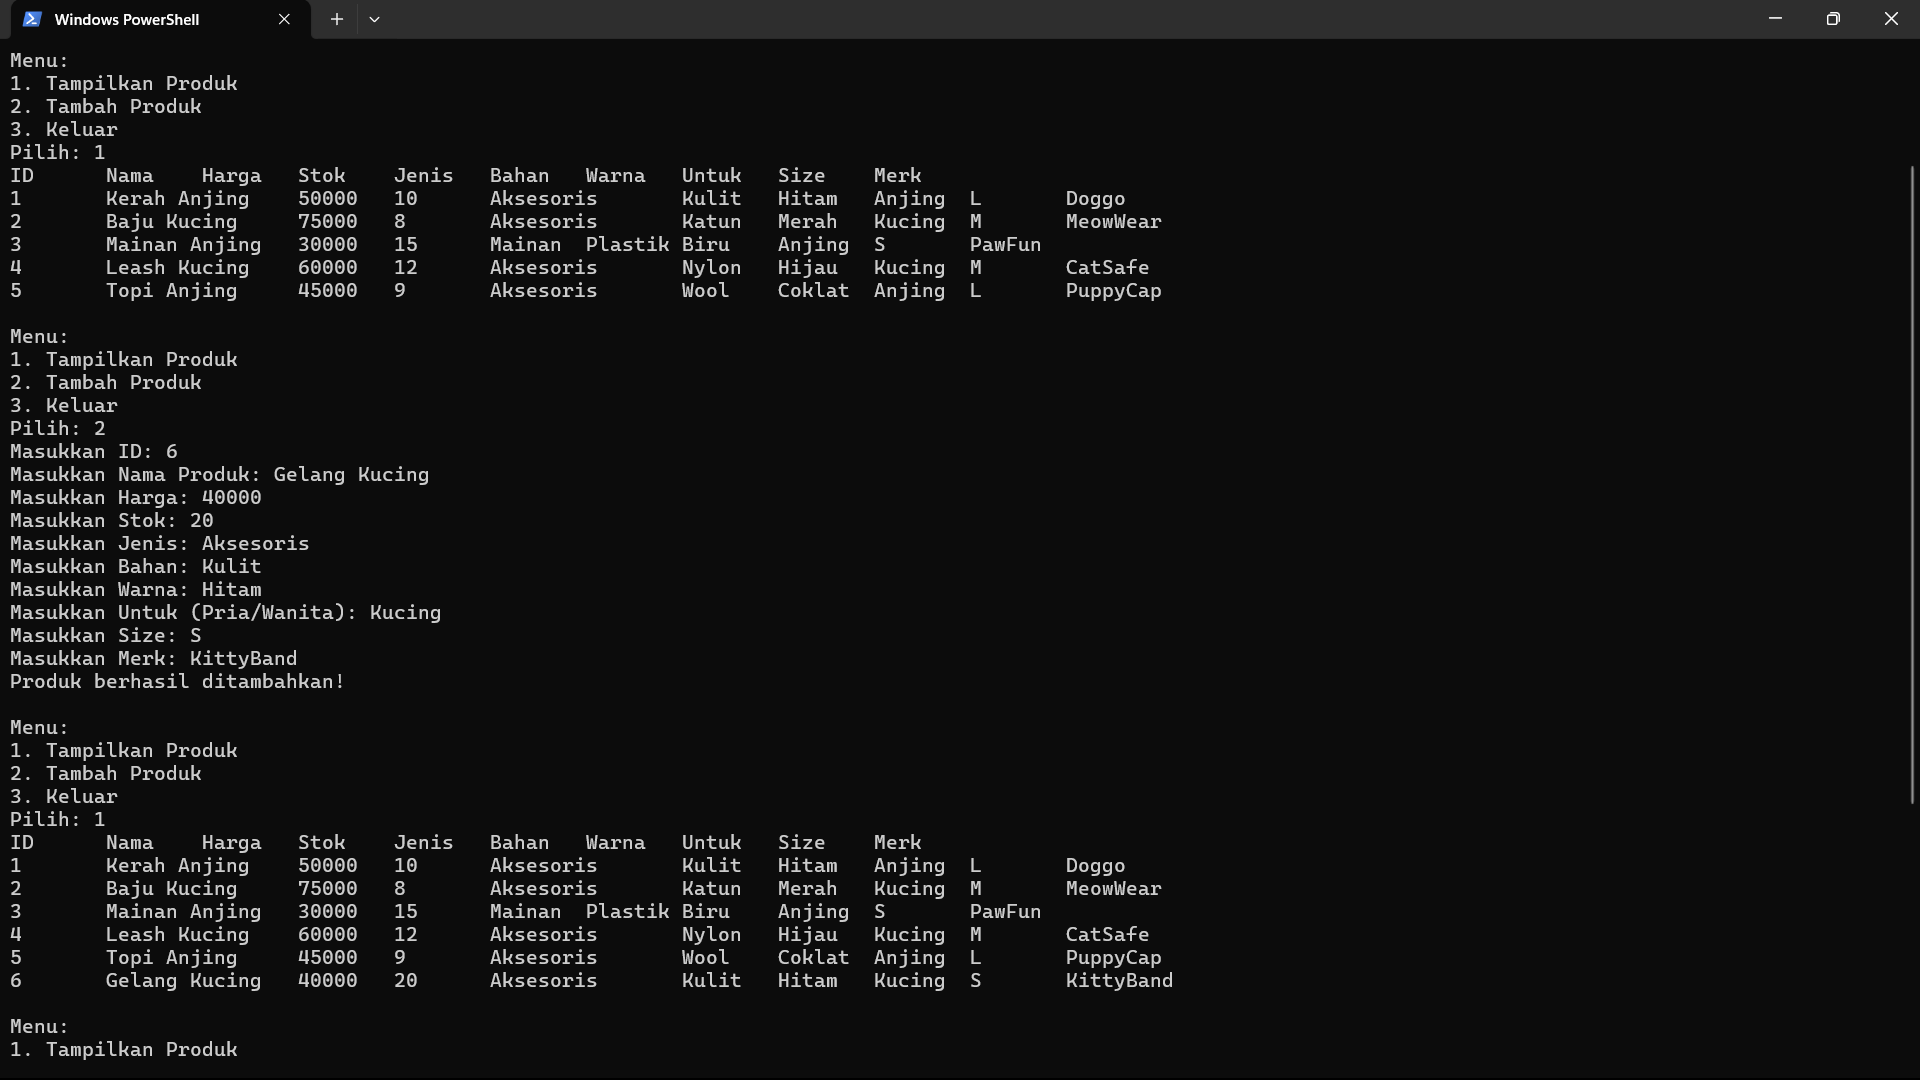 Windows PowerShell
Menu:
1. Tampilkan Produk
2. Tambah Produk
3. Keluar
Pilih: 1
ID Nama Harga Stok Jenis Bahan Warna Untuk Size Merk
1 Kerah Anjing 50000 10 Aksesoris Kulit Hitam Anjing L Doggo
2 Baju Kucing 75000 8 Aksesoris Katun Merah Kucing M MeowWear
3 Mainan Anjing 30000 15 Mainan Plastik Biru Anjing S PawFun
4 Leash Kucing 60000 12 Aksesoris Nylon Hijau Kucing M CatSafe
5 Topi Anjing 45000 9 Aksesoris Wool Coklat Anjing L PuppyCap
Menu:
1. Tampilkan Produk
2. Tambah Produk
3. Keluar
Pilih: 2
Masukkan ID: 6
Masukkan Nama Produk: Gelang Kucing
Masukkan Harga: 40000
Masukkan Stok: 20
Masukkan Jenis: Aksesoris
Masukkan Bahan: Kulit
Masukkan Warna: Hitam
Masukkan Untuk (Pria/Wanita): Kucing
Masukkan Size: S
Masukkan Merk: KittyBand
Produk berhasil ditambahkan!
Menu:
1. Tampilkan Produk
2. Tambah Produk
3. Keluar
Pilih: 1
ID Nama Harga Stok Jenis Bahan Warna Untuk Size Merk
1 Kerah Anjing 50000 10 Aksesoris Kulit Hitam Anjing L Doggo
2 Baju Kucing 75000 8 Aksesoris Katun Merah Kucing M MeowWear
3 Mainan Anjing 30000 15 Mainan Plastik Biru Anjing S PawFun
4 Leash Kucing 60000 12 Aksesoris Nylon Hijau Kucing M CatSafe
5 Topi Anjing 45000 9 Aksesoris Wool Coklat Anjing L PuppyCap
6 Gelang Kucing 40000 20 Aksesoris Kulit Hitam Kucing S KittyBand
Menu:
1. Tampilkan Produk